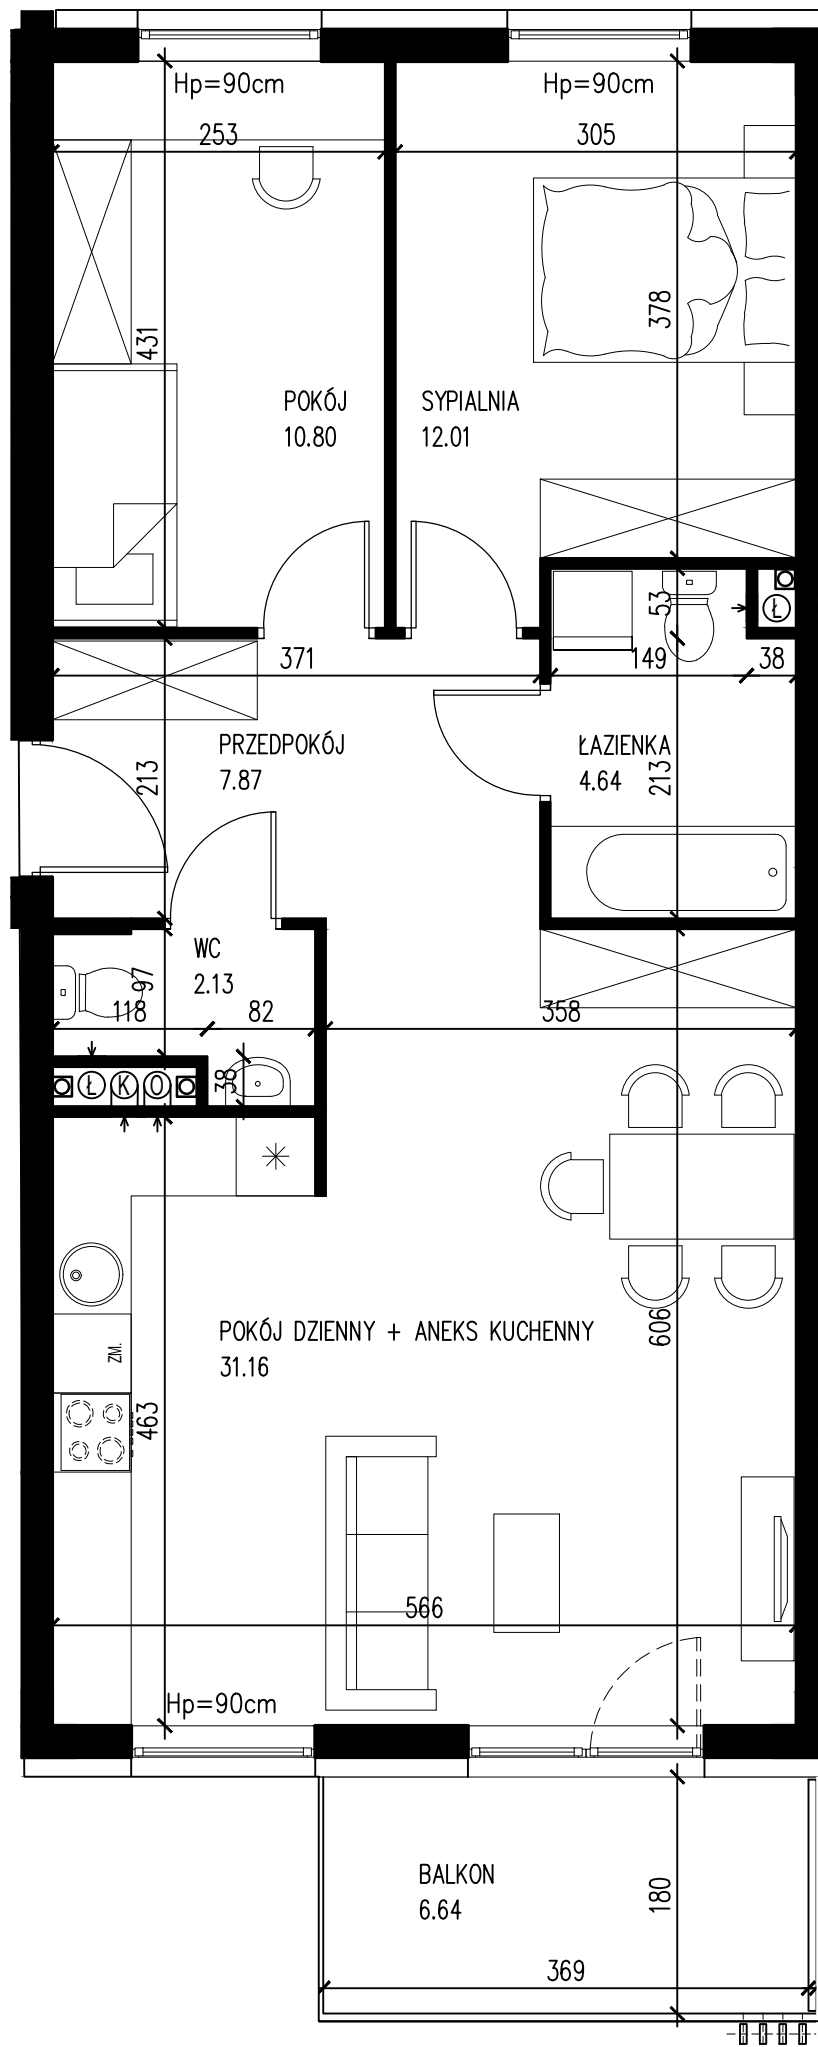 Hp=90cm
Hp=90cm
253
305
431
378
POKÓJ
10.80
SYPIALNIA
12.01
53
Ł
371
149
38
PRZEDPOKÓJ
7.87
213
ŁAZIENKA
4.64
213
WC
2.13
97
118
82
358
38
Ł
K
O
POKÓJ DZIENNY + ANEKS KUCHENNY
31.16
606
ZM.
463
566
Hp=90cm
BALKON
6.64
180
369